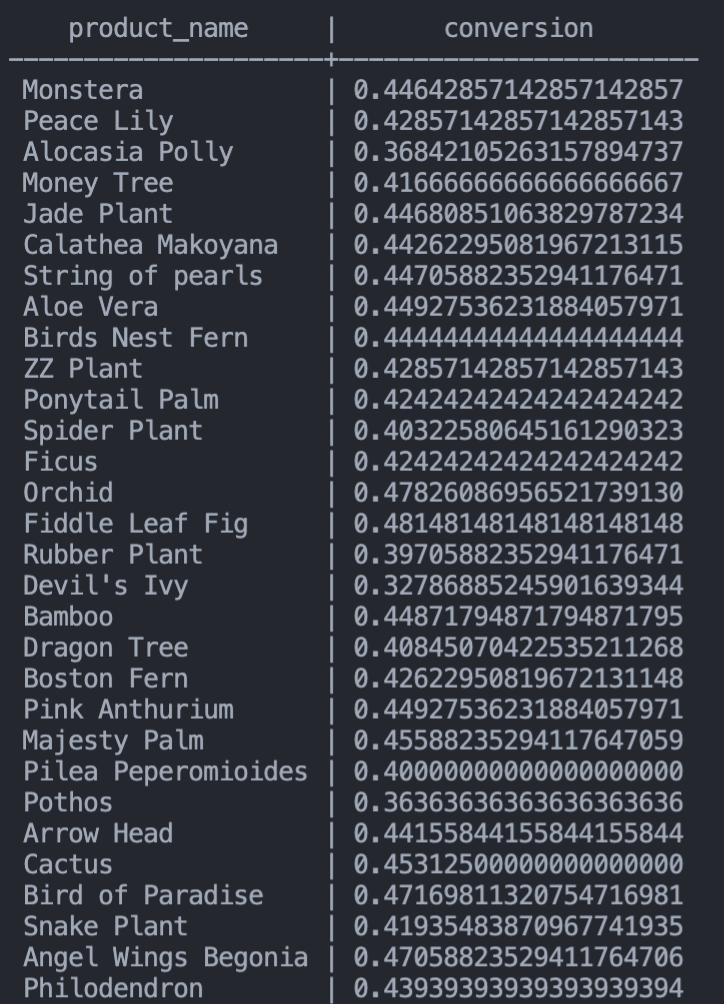 product_name | conversion
---------------------+------------------------
Monstera | 0.44642857142857142857
Peace Lily | 0.42857142857142857143
Alocasia Polly | 0.36842105263157894737
Money Tree | 0.41666666666666666667
Jade Plant | 0.44680851063829787234
Calathea Makoyana | 0.44262295081967213115
String of pearls | 0.44705882352941176471
Aloe Vera | 0.44927536231884057971
Birds Nest Fern | 0.44444444444444444444
ZZ Plant | 0.42857142857142857143
Ponytail Palm | 0.42424242424242424242
Spider Plant | 0.40322580645161290323
Ficus | 0.42424242424242424242
Orchid | 0.47826086956521739130
Fiddle Leaf Fig | 0.48148148148148148148
Rubber Plant | 0.39705882352941176471
Devil's Ivy | 0.32786885245901639344
Bamboo | 0.44871794871794871795
Dragon Tree | 0.40845070422535211268
Boston Fern | 0.42622950819672131148
Pink Anthurium | 0.44927536231884057971
Majesty Palm | 0.45588235294117647059
Pilea Peperomioides | 0.40000000000000000000
Pothos | 0.36363636363636363636
Arrow Head | 0.44155844155844155844
Cactus | 0.45312500000000000000
Bird of Paradise | 0.47169811320754716981
Snake Plant | 0.41935483870967741935
Angel Wings Begonia | 0.47058823529411764706
Philodendron | 0.43939393939393939394